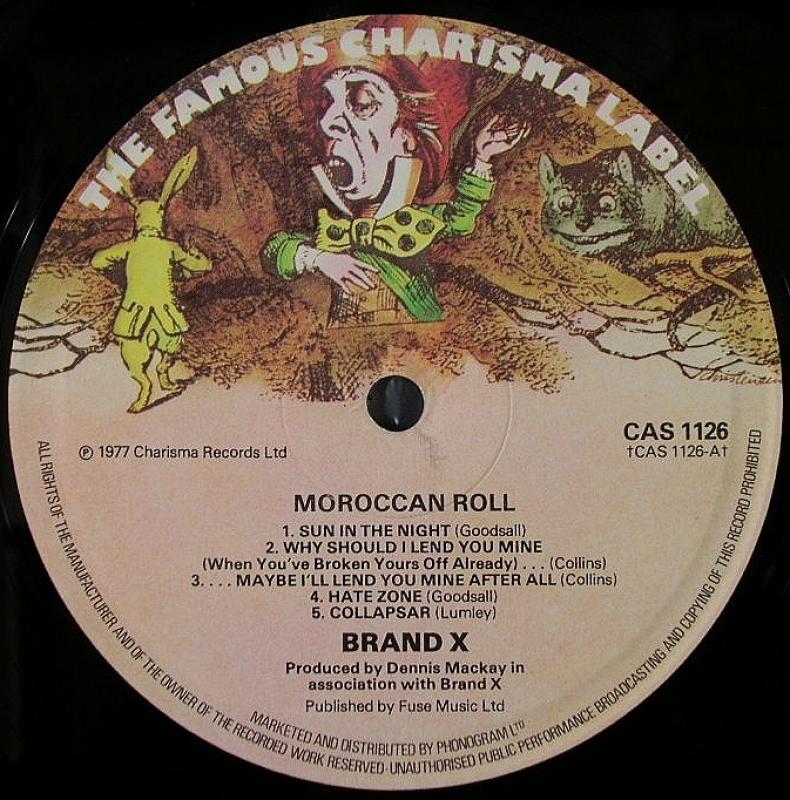 THE FAMOUS CHARISMA LABEL
Christensen
℗ 1977 Charisma Records Ltd
CAS 1126
†CAS 1126-A†
MOROCCAN ROLL
1. SUN IN THE NIGHT (Goodsall)
2. WHY SHOULD I LEND YOU MINE
(When You've Broken Yours Off Already) . . . (Collins)
3. . . . MAYBE I'LL LEND YOU MINE AFTER ALL (Collins)
4. HATE ZONE (Goodsall)
5. COLLAPSAR (Lumley)
BRAND X
Produced by Dennis Mackay in
association with Brand X
Published by Fuse Music Ltd
MARKETED AND DISTRIBUTED BY PHONOGRAM LTD
ALL RIGHTS OF THE MANUFACTURER AND OF THE OWNER OF THE RECORDED WORK RESERVED · UNAUTHORISED PUBLIC PERFORMANCE BROADCASTING AND COPYING OF THIS RECORD PROHIBITED